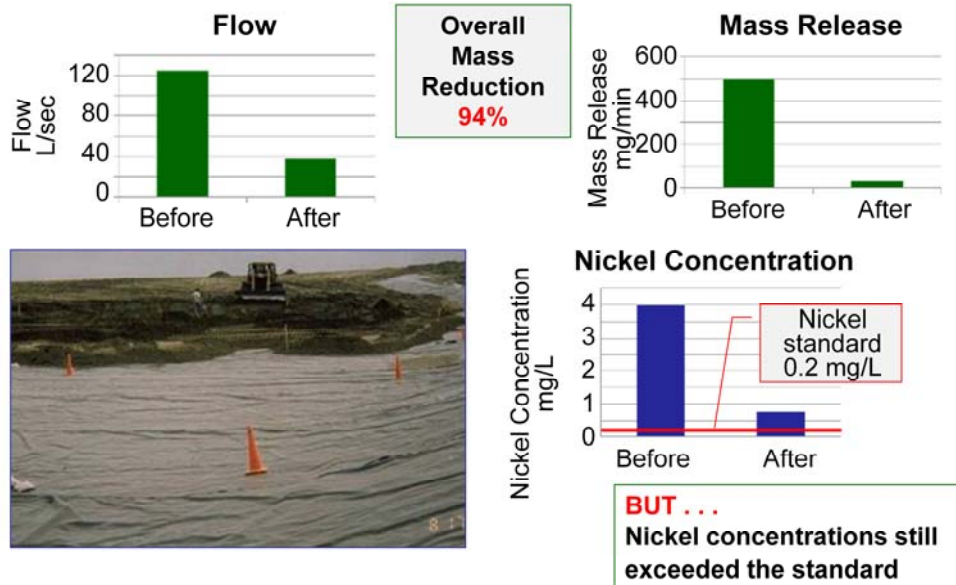 Flow
Flow
L/sec
120
80
40
0
Before
After
Overall
Mass
Reduction
94%
Mass Release
Mass Release
mg/min
600
400
200
0
Before
After
8 17
Nickel Concentration
Nickel Concentration
mg/L
4
3
2
1
0
Before
After
Nickel
standard
0.2 mg/L
BUT . . .
Nickel concentrations still
exceeded the standard